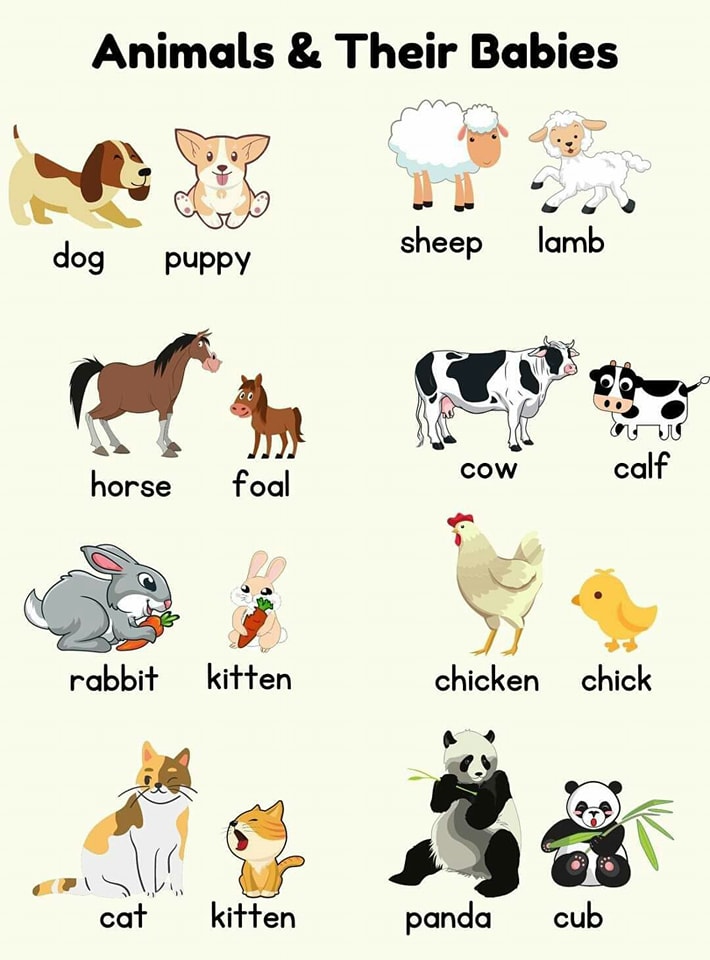 Animals & Their Babies
dog puppy
sheep lamb
horse foal
cow calf
rabbit kitten
chicken chick
cat kitten
panda cub